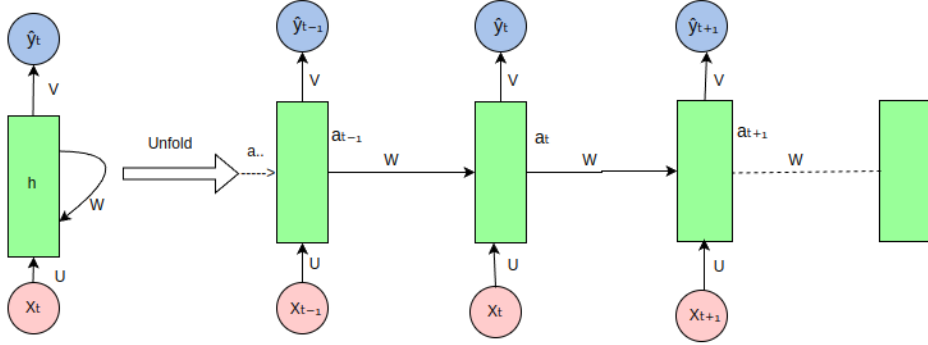 ŷₜ
ŷₜ₋₁
ŷₜ
ŷₜ₊₁
V
V
V
V
Unfold
a..
aₜ₋₁
aₜ
aₜ₊₁
h
W
W
W
W
U
U
U
U
Xₜ
Xₜ₋₁
Xₜ
Xₜ₊₁